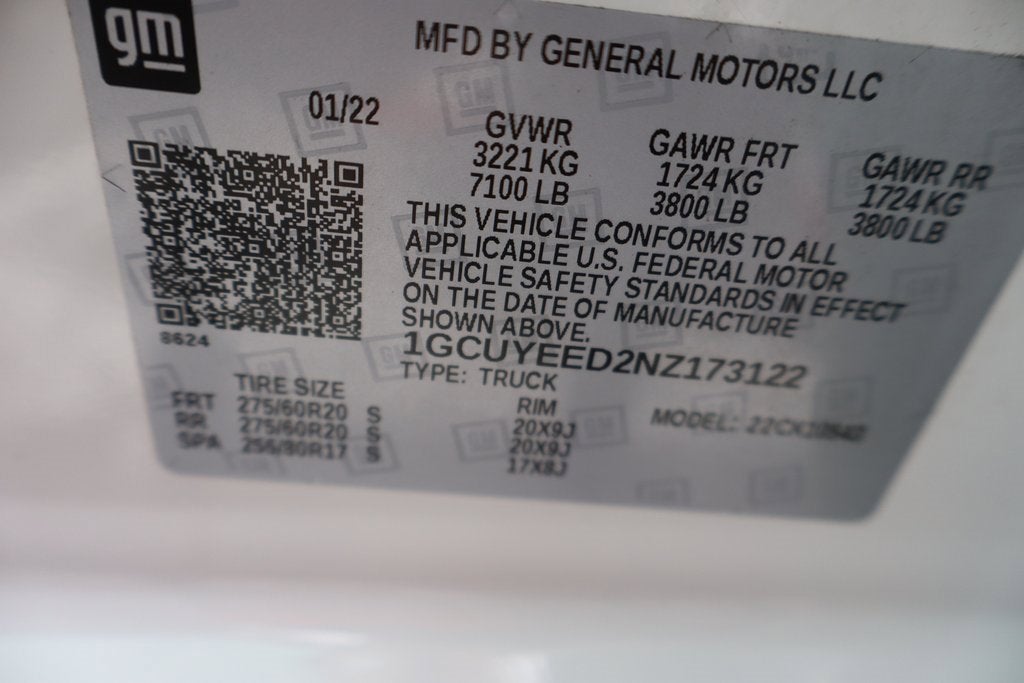 gm
MFD BY GENERAL MOTORS LLC
01/22
GVWR GAWR FRT GAWR RR
3221 KG 1724 KG 1724 KG
7100 LB 3800 LB 3800 LB
THIS VEHICLE CONFORMS TO ALL
APPLICABLE U.S. FEDERAL MOTOR
VEHICLE SAFETY STANDARDS IN EFFECT
ON THE DATE OF MANUFACTURE
SHOWN ABOVE.
8624
1GCUYEED2NZ173122
TYPE: TRUCK
TIRE SIZE RIM MODEL:
FRT 275/60R20 S 20X9J
RR 275/60R20 S 20X9J
SPA S 17X8J